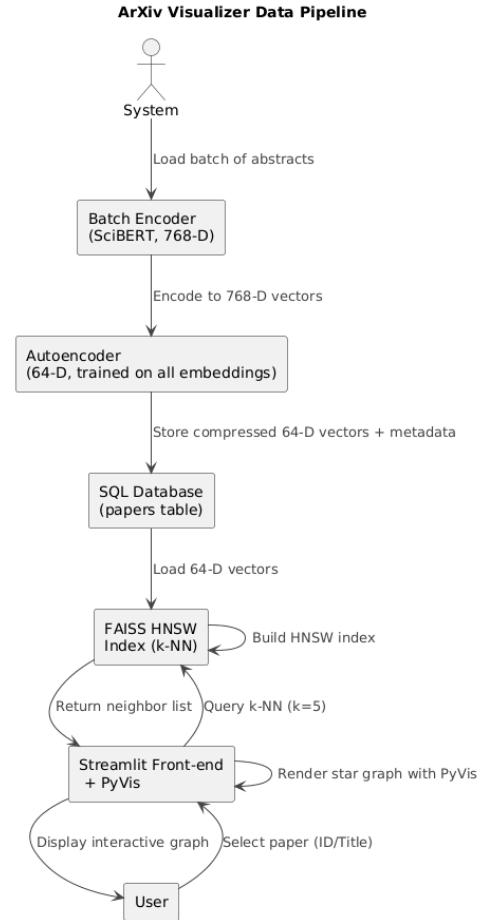 ArXiv Visualizer Data Pipeline
System
Load batch of abstracts
Batch Encoder
(SciBERT, 768-D)
Encode to 768-D vectors
Autoencoder
(64-D, trained on all embeddings)
Store compressed 64-D vectors + metadata
SQL Database
(papers table)
Load 64-D vectors
FAISS HNSW
Index (k-NN)
Build HNSW index
Return neighbor list
Query k-NN (k=5)
Streamlit Front-end
+ PyVis
Render star graph with PyVis
Display interactive graph
Select paper (ID/Title)
User